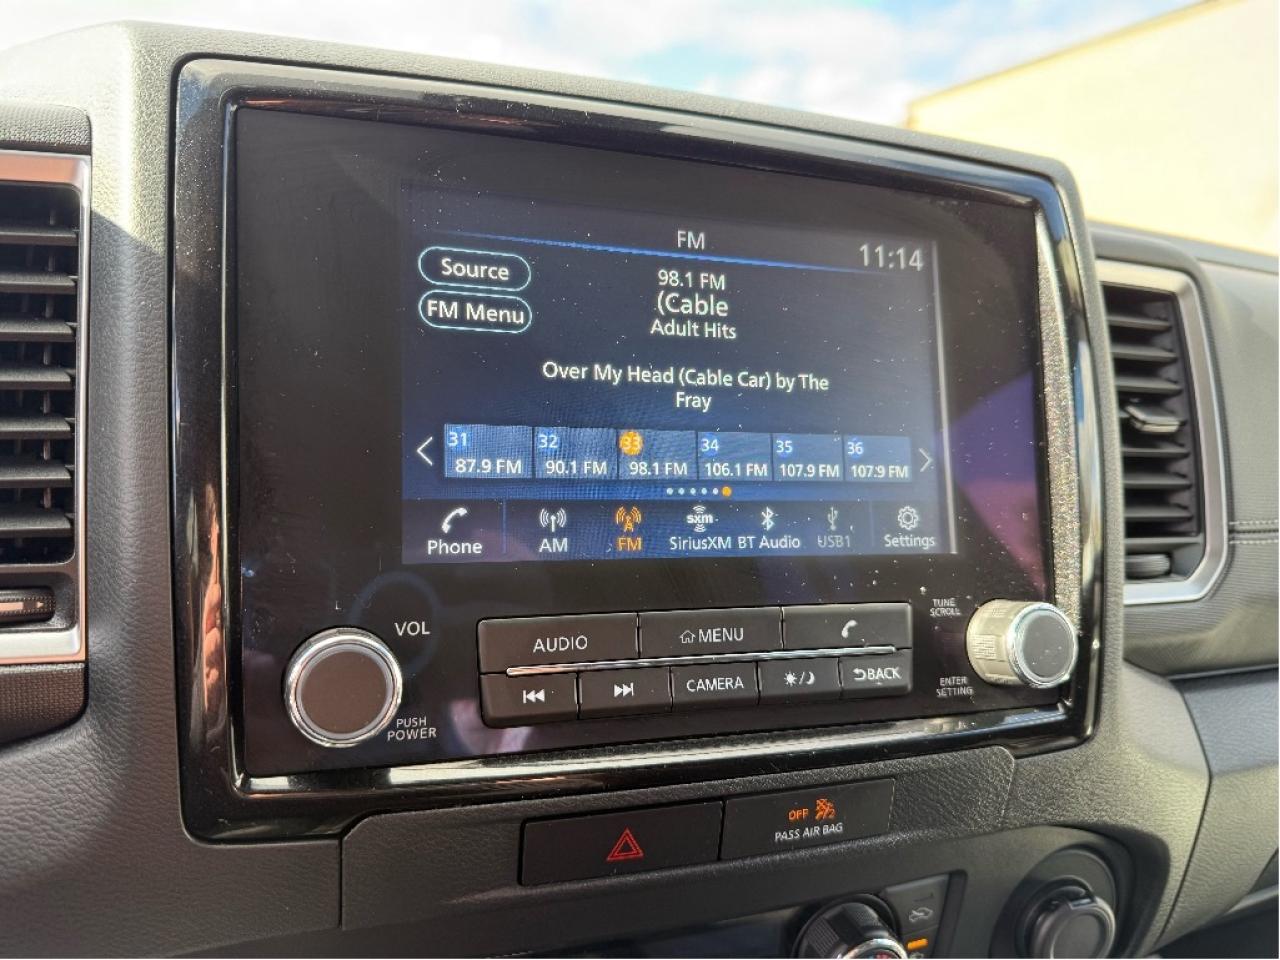 FM
11:14
Source
98.1 FM
(Cable
FM Menu
Adult Hits
Over My Head (Cable Car) by The
Fray
31 32 33 34 35 36
87.9 FM 90.1 FM 98.1 FM 106.1 FM 107.9 FM 107.9 FM
sxm
Phone AM FM SiriusXM BT Audio USB1 Settings
VOL
AUDIO
MENU
TUNE
SCROLL
CAMERA
BACK
PUSH
POWER
ENTER
SETTING
OFF
PASS AIR BAG